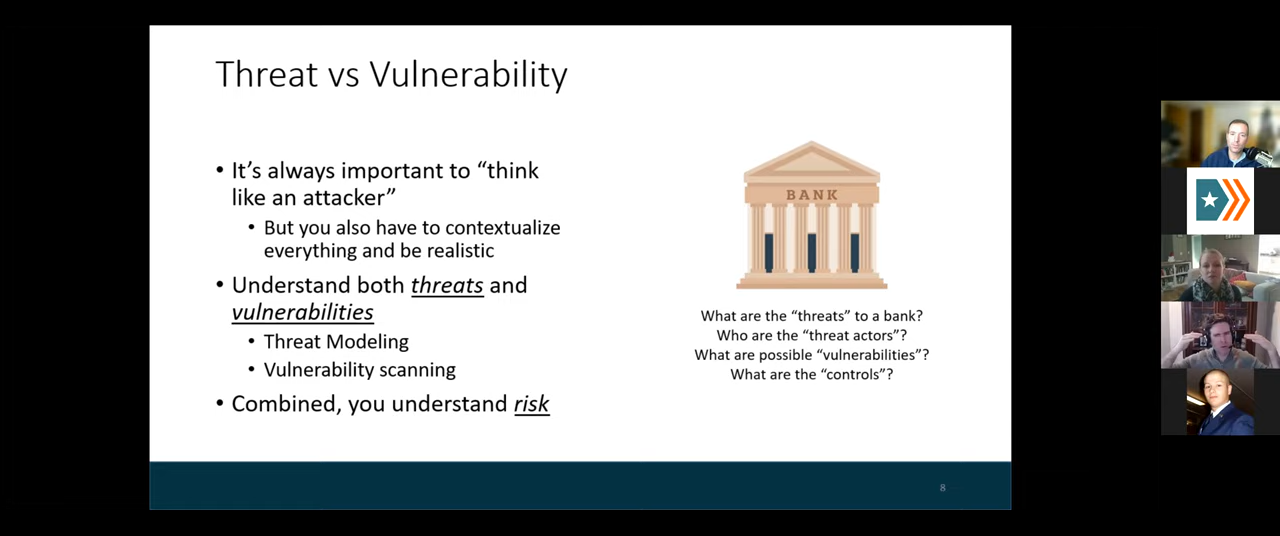 Threat vs Vulnerability
• It’s always important to “think
like an attacker”
• But you also have to contextualize
everything and be realistic
• Understand both threats and
vulnerabilities
• Threat Modeling
• Vulnerability scanning
• Combined, you understand risk
BANK
What are the “threats” to a bank?
Who are the “threat actors”?
What are possible “vulnerabilities”?
What are the “controls”?
8